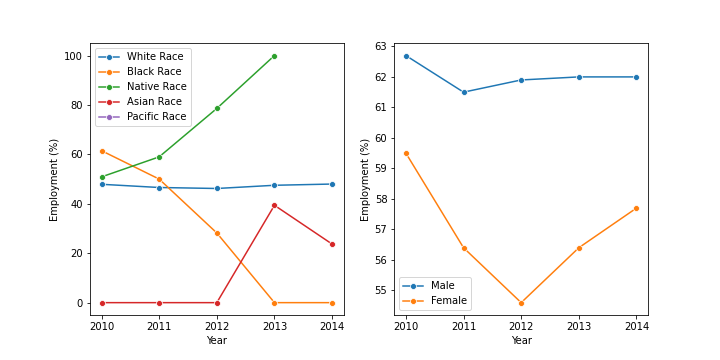 100
80
60
40
20
0
Employment (%)
White Race
Black Race
Native Race
Asian Race
Pacific Race
2010 2011 2012 2013 2014
Year
63
62
61
60
59
58
57
56
55
Employment (%)
Male
Female
2010 2011 2012 2013 2014
Year